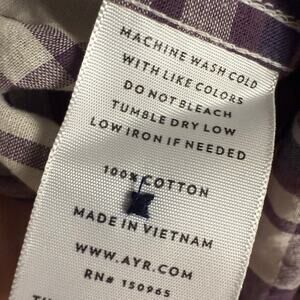 MACHINE WASH COLD
WITH LIKE COLORS
DO NOT BLEACH
TUMBLE DRY LOW
LOW IRON IF NEEDED
100% COTTON
MADE IN VIETNAM
WWW.AYR.COM
RN# 150965